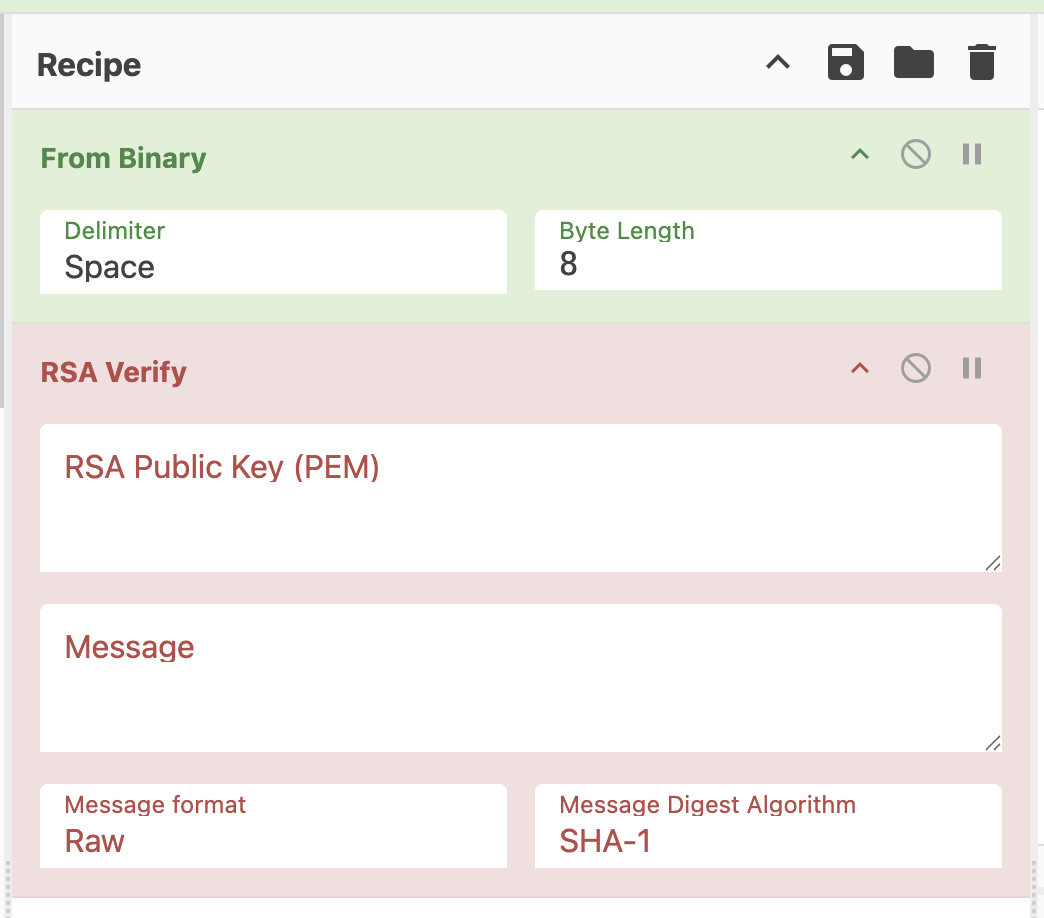 Recipe
From Binary
Delimiter
Space
Byte Length
8
RSA Verify
RSA Public Key (PEM)
Message
Message format
Raw
Message Digest Algorithm
SHA-1